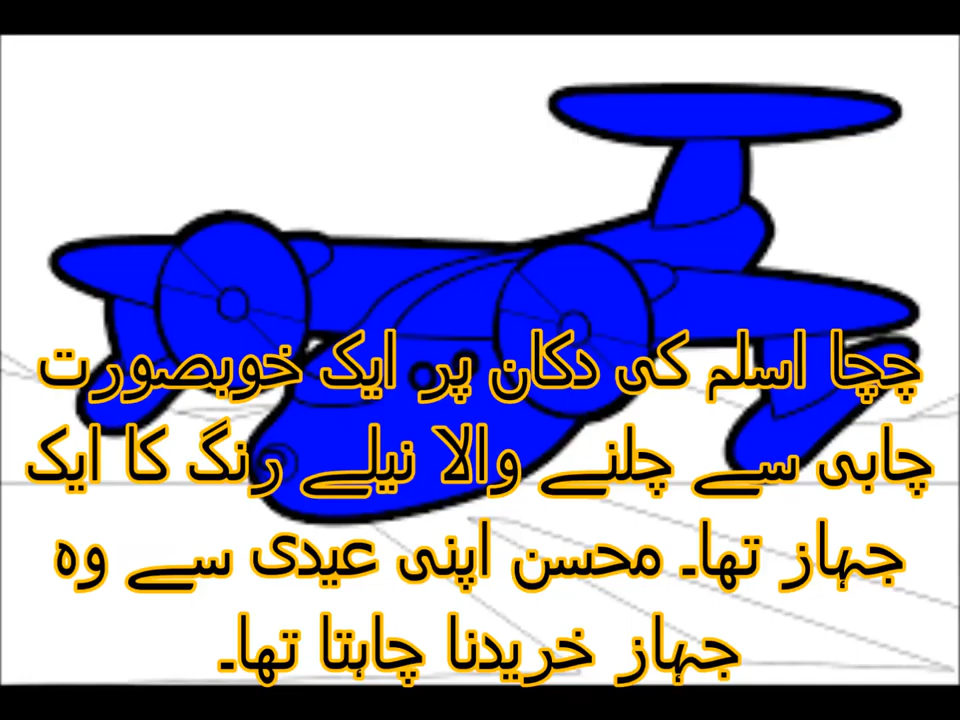 چچا اسلم کی دکان پر ایک خوبصورت
چابی سے چلنے والا نیلے رنگ کا ایک
جہاز تھا۔ محسن اپنی عیدی سے وہ
جہاز خریدنا چاہتا تھا۔